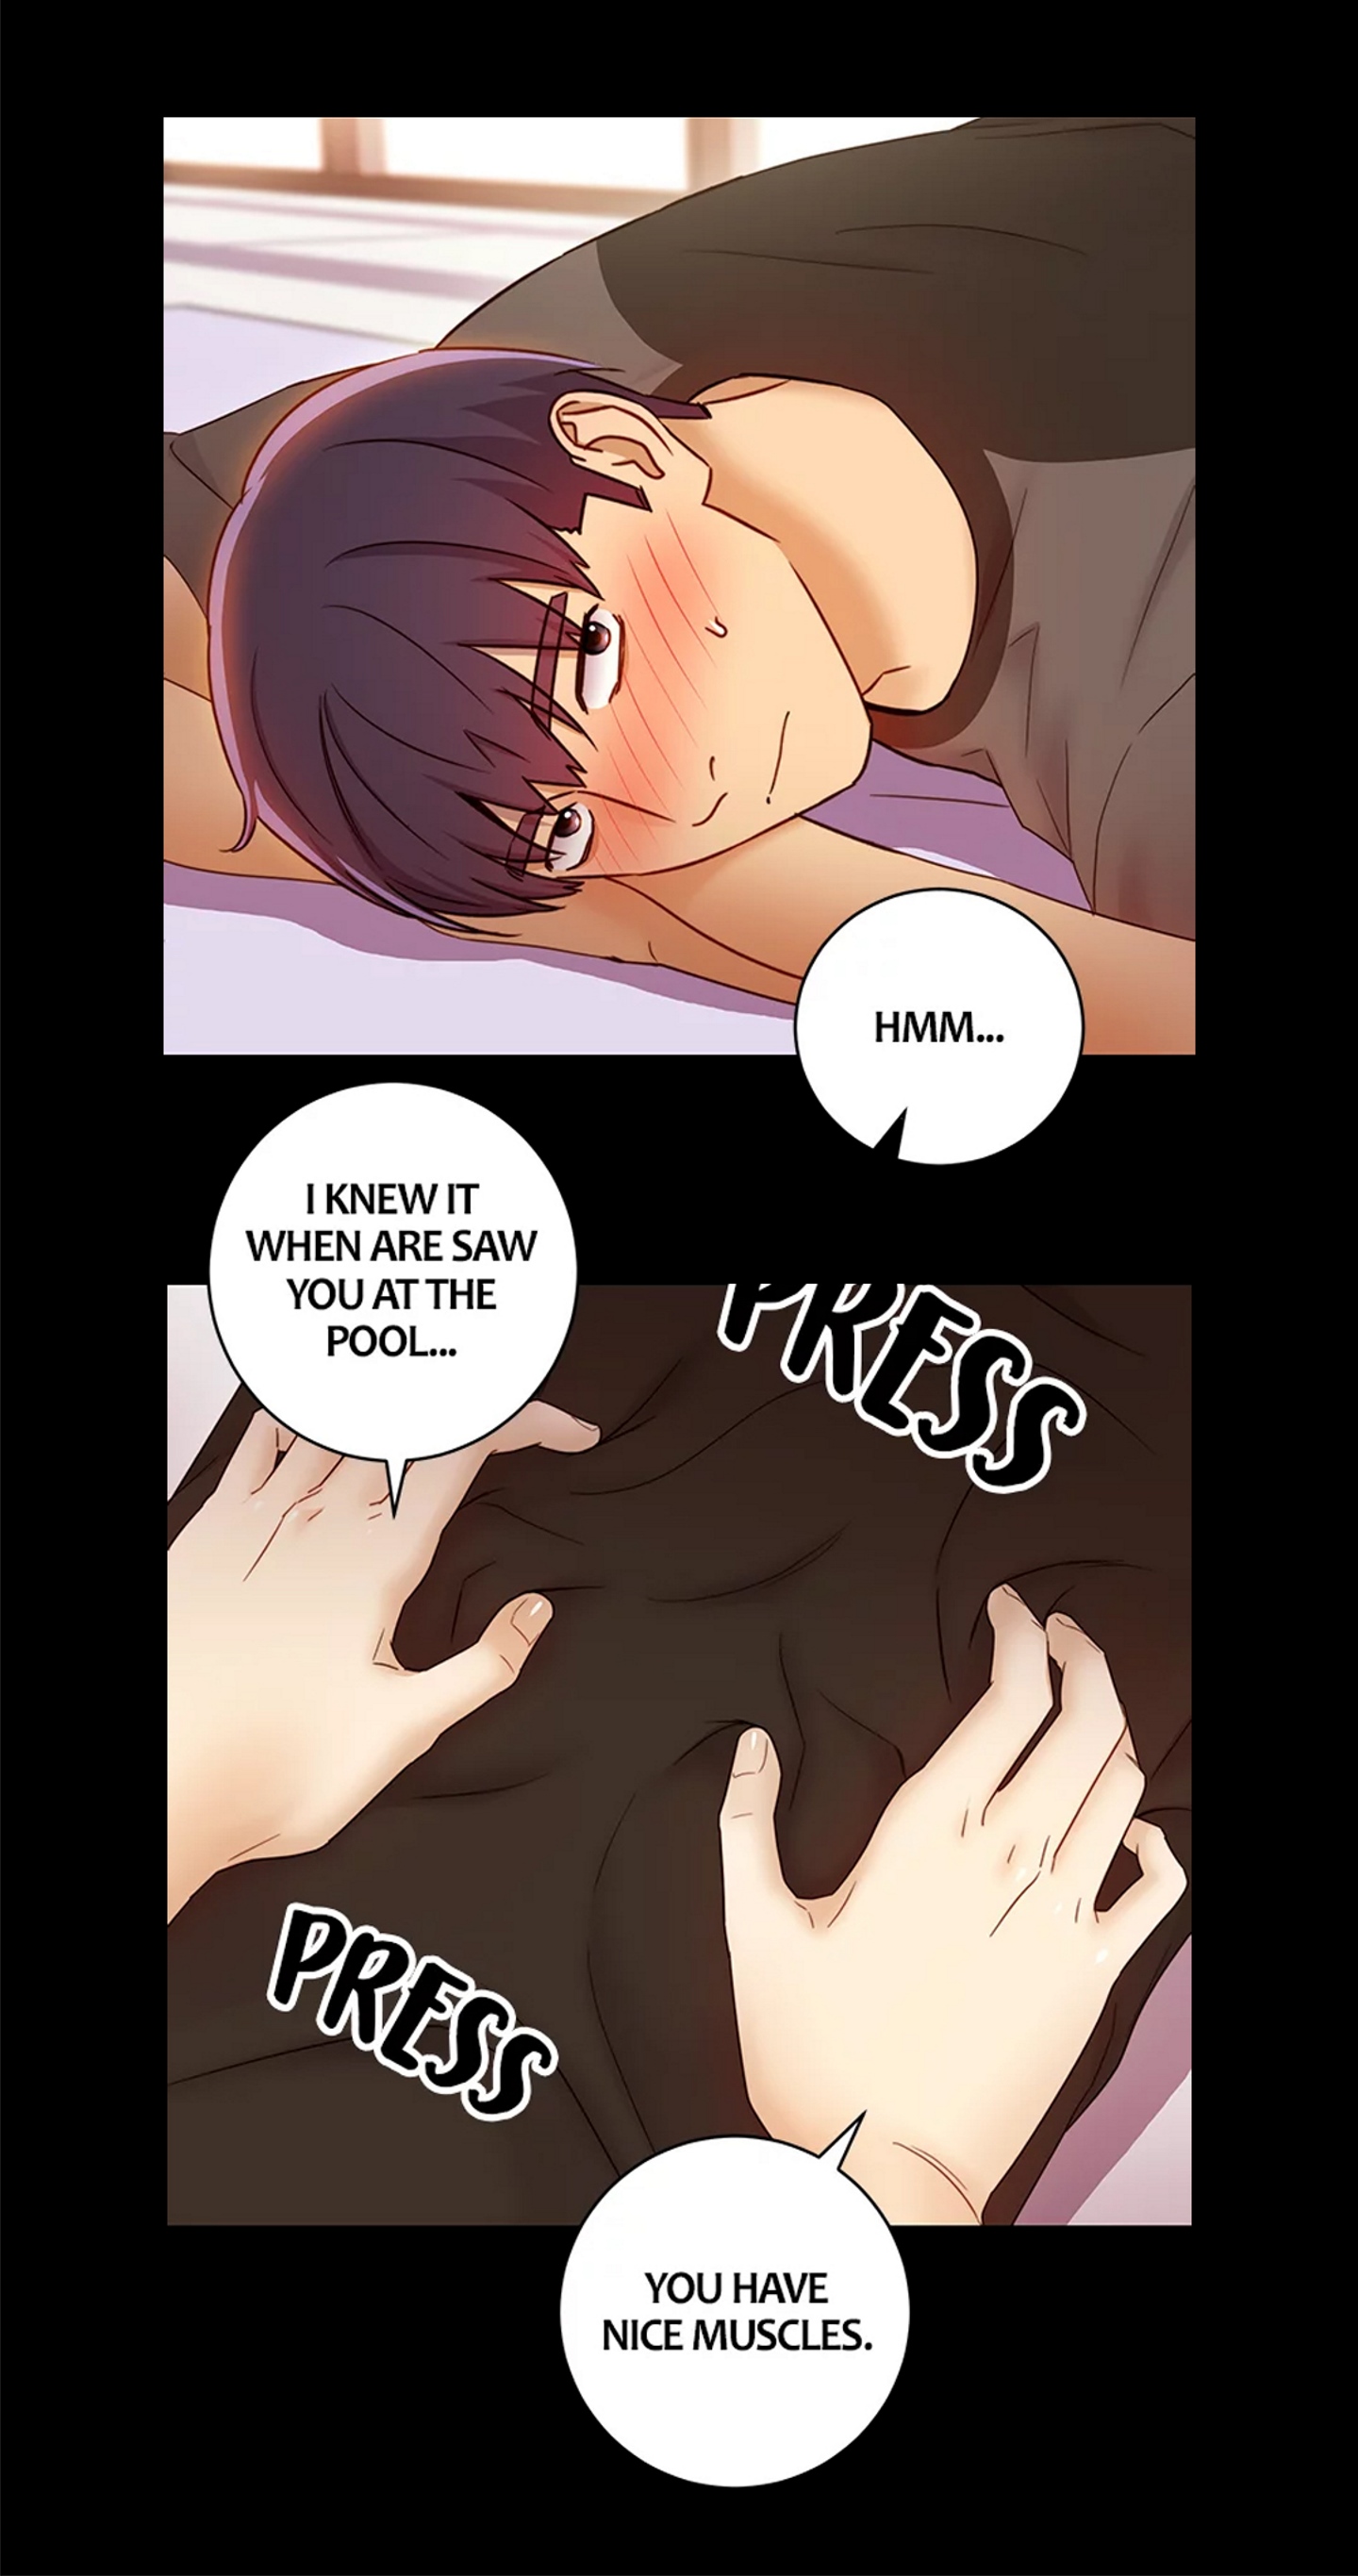 HMM...
I KNEW IT
WHEN ARE SAW
YOU AT THE
POOL...
PRESS
PRESS
YOU HAVE
NICE MUSCLES.